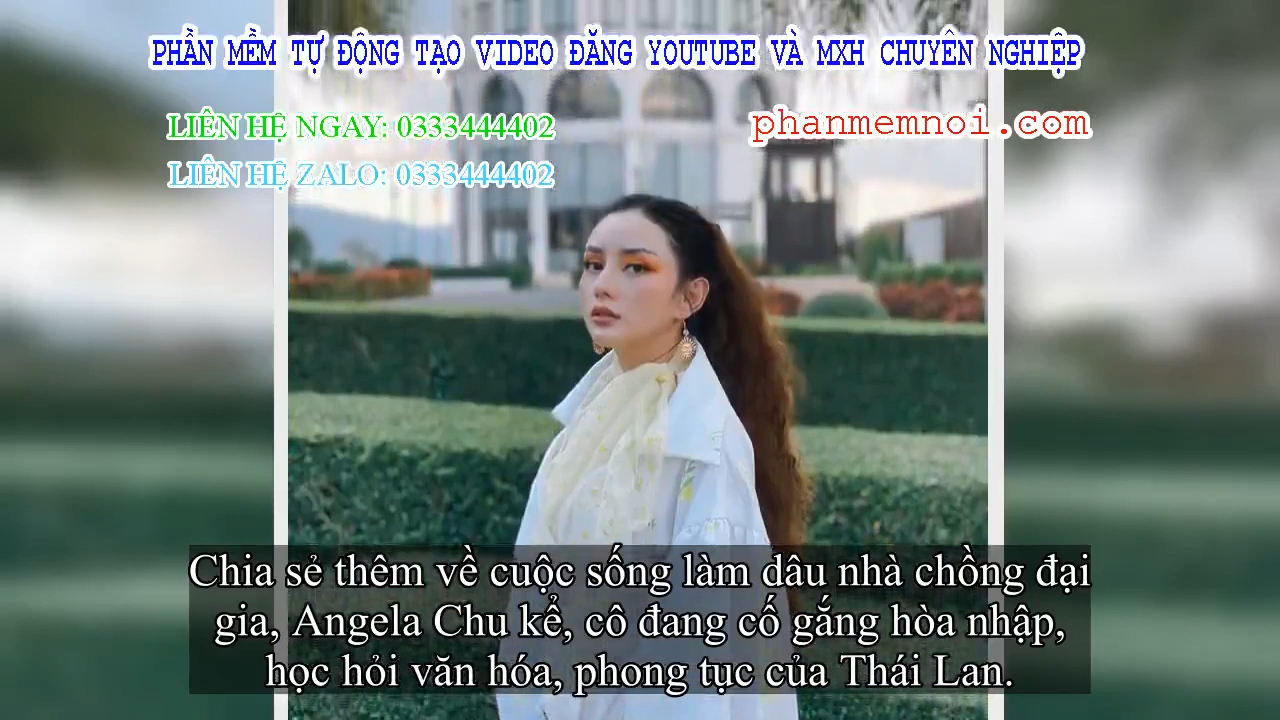 PHẦN MỀM TỰ ĐỘNG TẠO VIDEO ĐĂNG YOUTUBE VÀ MXH CHUYÊN NGHIỆP
LIÊN HỆ NGAY: 0333444402
phanmemnoi.com
LIÊN HỆ ZALO: 0333444402
Chia sẻ thêm về cuộc sống làm dâu nhà chồng đại
gia, Angela Chu kể, cô đang cố gắng hòa nhập,
học hỏi văn hóa, phong tục của Thái Lan.